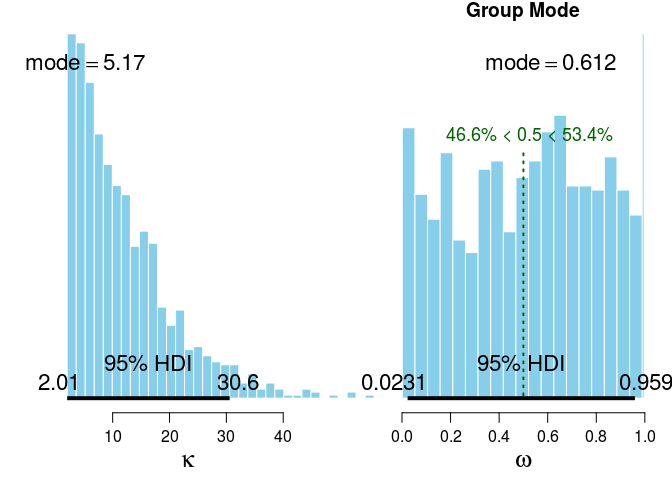 Group Mode
mode = 5.17
mode = 0.612
46.6% < 0.5 < 53.4%
95% HDI
95% HDI
2.01
30.6
0.0231
0.959
10 20 30 40
0.0 0.2 0.4 0.6 0.8 1.0
κ
ω